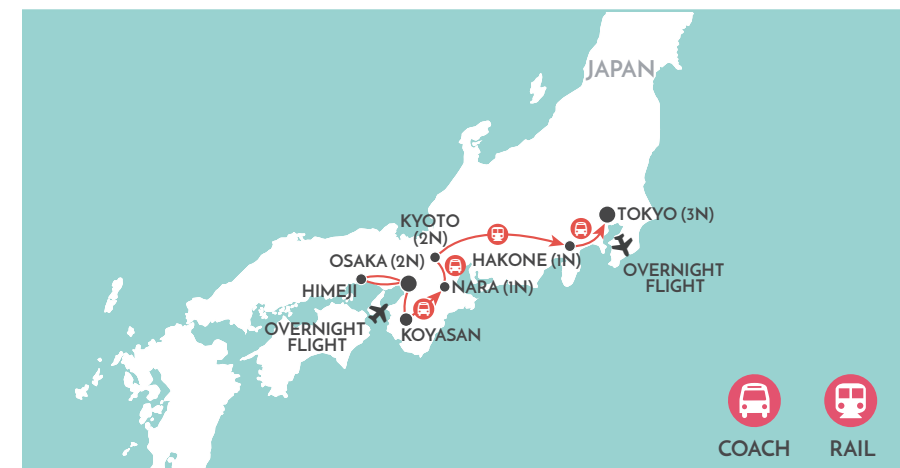 JAPAN
KYOTO
(2N)
TOKYO (3N)
OSAKA (2N)
HAKONE (1N)
HIMEJI
NARA (1N)
OVERNIGHT
FLIGHT
OVERNIGHT
FLIGHT
KOYASAN
COACH
RAIL